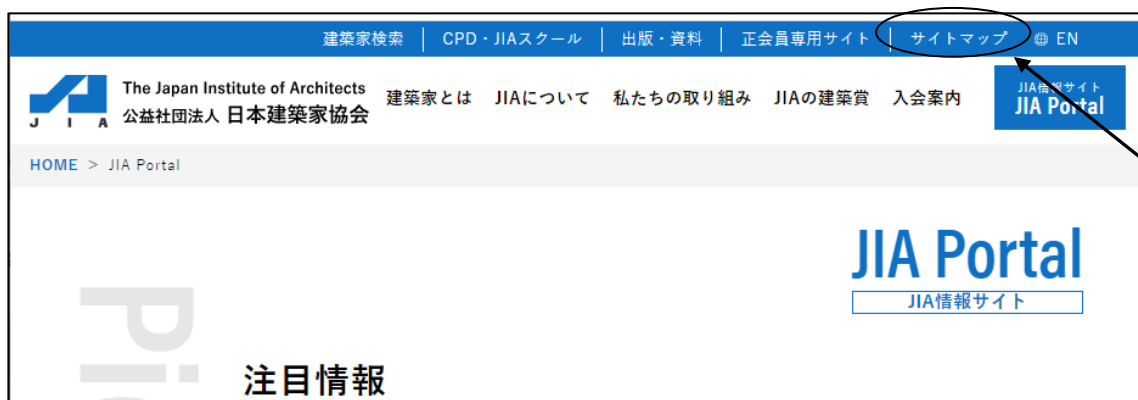 建築家検索 │ CPD・JIAスクール │ 出版・資料 │ 正会員専用サイト │ サイトマップ EN
JIA
The Japan Institute of Architects
公益社団法人 日本建築家協会
建築家とは JIAについて 私たちの取り組み JIAの建築賞 入会案内
JIA情報サイト
JIA Portal
HOME > JIA Portal
JIA Portal
JIA情報サイト
Pi
注目情報